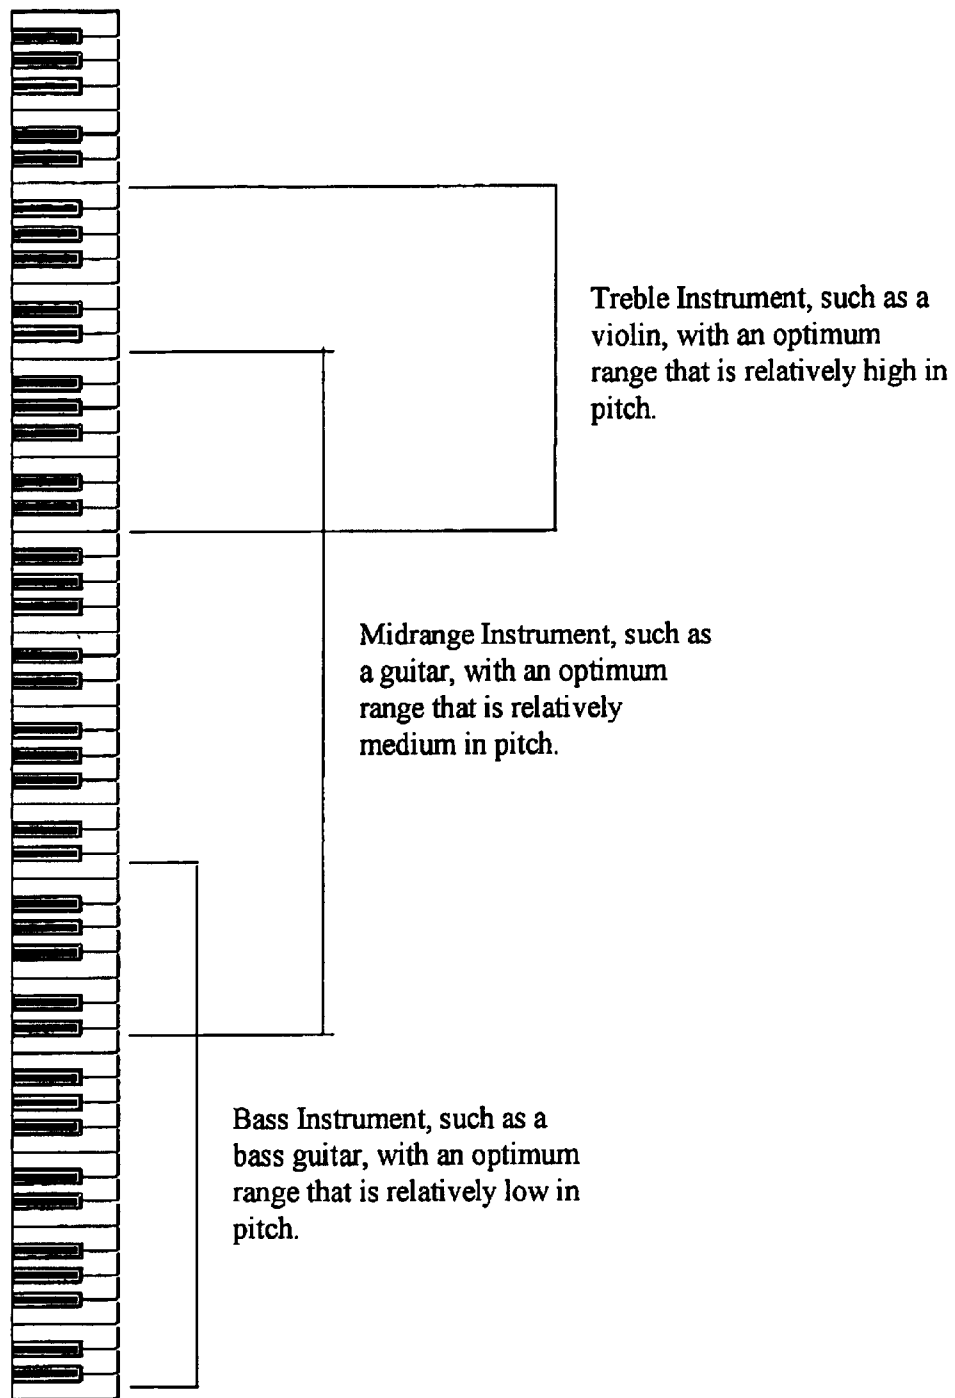 Treble Instrument, such as a
violin, with an optimum
range that is relatively high in
pitch.
Midrange Instrument, such as
a guitar, with an optimum
range that is relatively
medium in pitch.
Bass Instrument, such as a
bass guitar, with an optimum
range that is relatively low in
pitch.